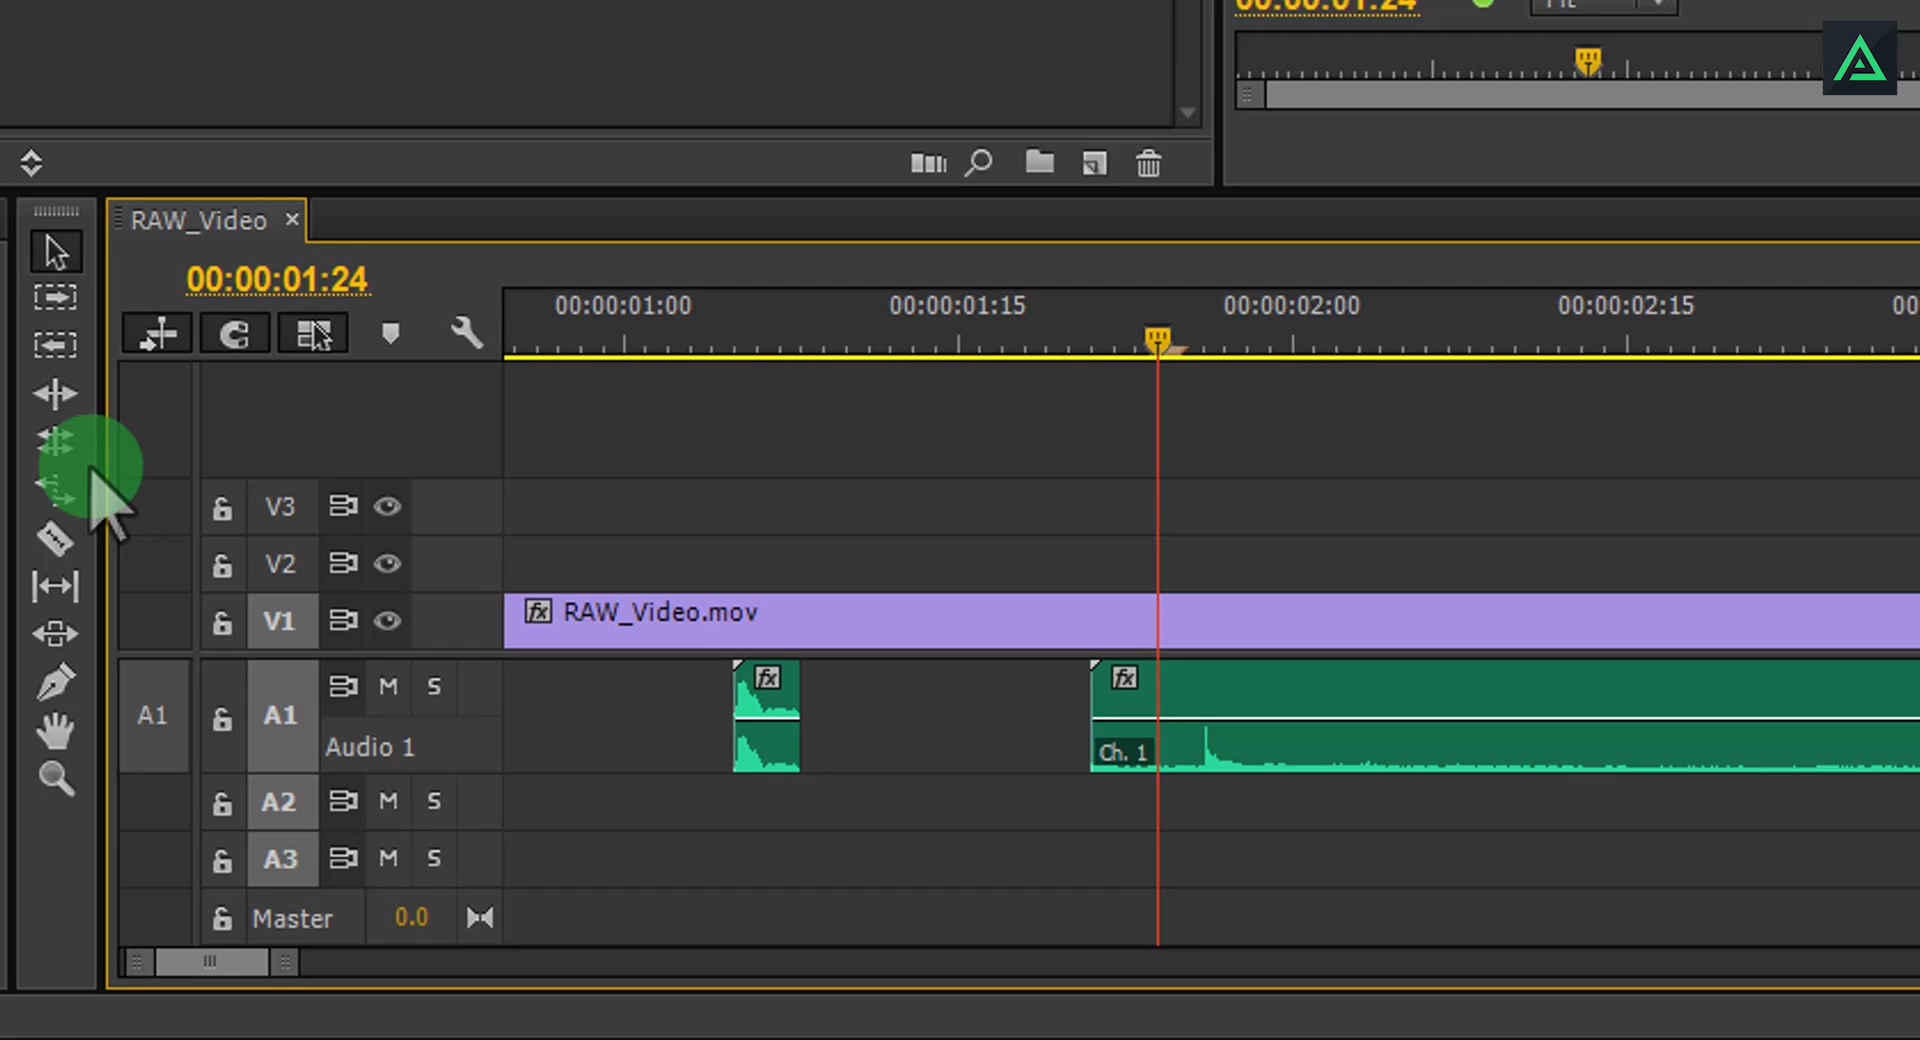 00:00:01:24
Fit
RAW_Video ×
00:00:01:24
00:00:01:00 00:00:01:15 00:00:02:00 00:00:02:15 00
V3
V2
V1
fx RAW_Video.mov
A1 A1 M S
fx fx
Audio 1
Ch. 1
A2 M S
A3 M S
Master 0.0